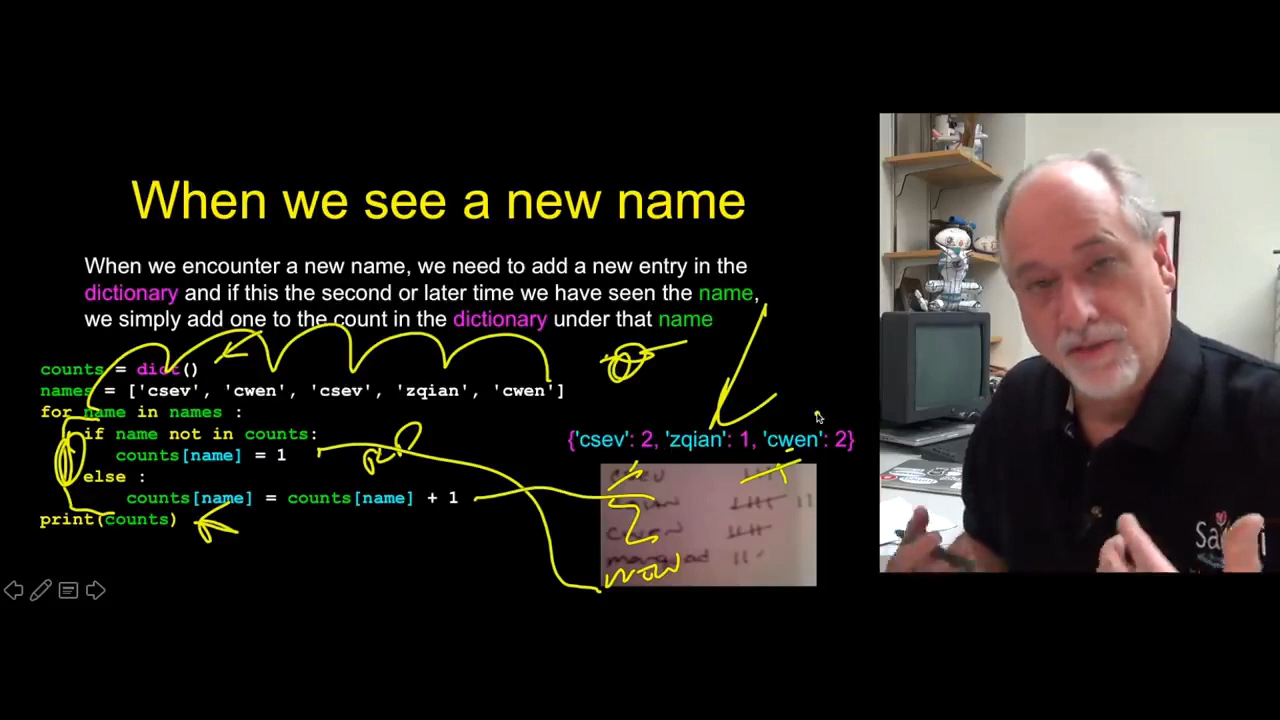 When we see a new name
When we encounter a new name, we need to add a new entry in the
dictionary and if this the second or later time we have seen the name,
we simply add one to the count in the dictionary under that name
counts = dict()
names = ['csev', 'cwen', 'csev', 'zqian', 'cwen']
for name in names :
if name not in counts:
counts[name] = 1
else :
counts[name] = counts[name] + 1
print(counts)
{'csev': 2, 'zqian': 1, 'cwen': 2}
cwen
new